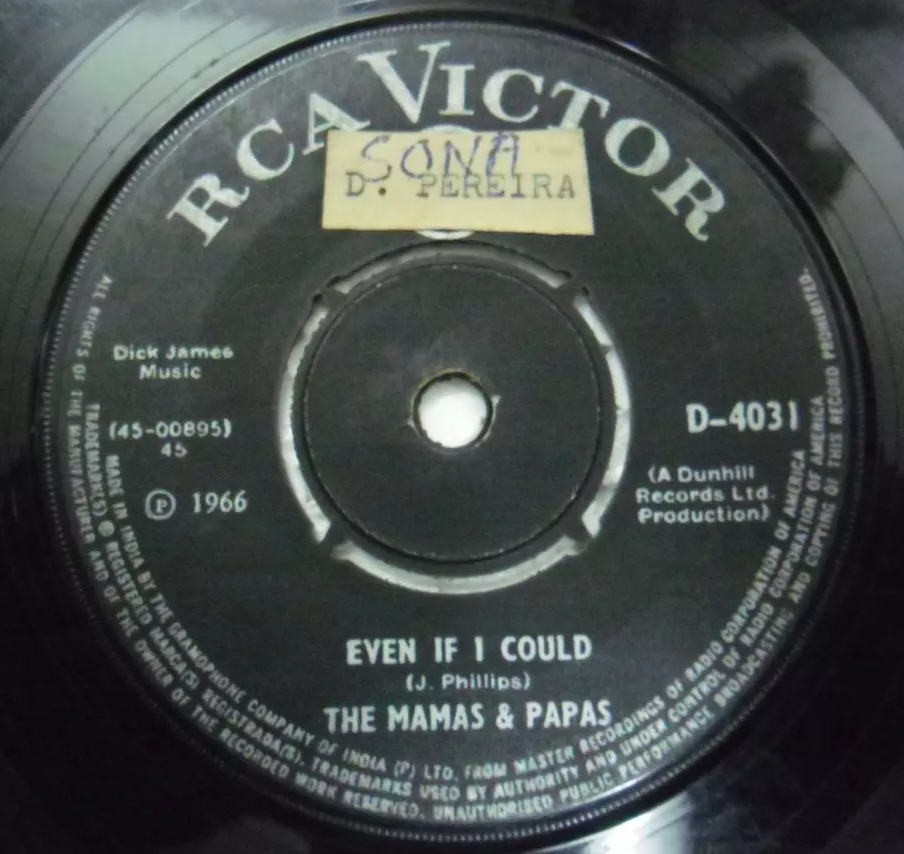 RCA VICTOR
SONA
D. PEREIRA
Dick James
Music
(45-00895)
45
Ⓟ 1966
D-4031
(A Dunhill
Records Ltd.
Production)
EVEN IF I COULD
(J. Phillips)
THE MAMAS & PAPAS
MADE IN INDIA BY THE GRAMOPHONE COMPANY OF INDIA (P) LTD. FROM MASTER RECORDINGS OF RADIO CORPORATION OF AMERICA
TRADEMARK(S) ® REGISTERED MARCA(S) REGISTRADA(S). TRADEMARKS USED BY AUTHORITY AND UNDER CONTROL OF RADIO CORPORATION OF AMERICA
ALL RIGHTS OF THE MANUFACTURER AND OF THE OWNER OF THE RECORDED WORK RESERVED. UNAUTHORISED PUBLIC PERFORMANCE BROADCASTING AND COPYING OF THIS RECORD PROHIBITED.